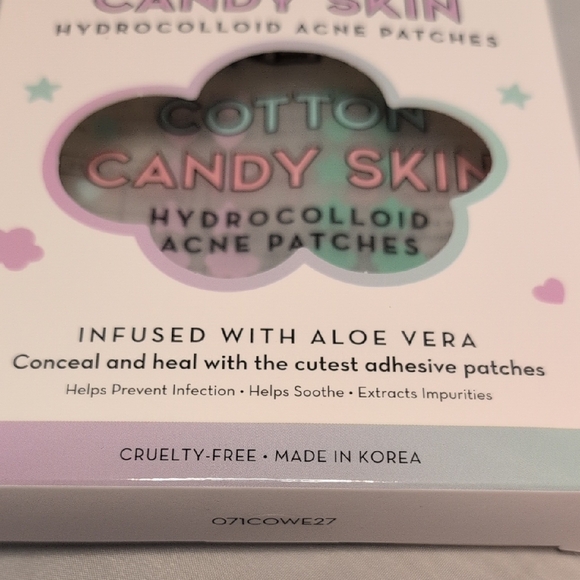 CANDY SKIN
HYDROCOLLOID ACNE PATCHES
COTTON
CANDY SKIN
HYDROCOLLOID
ACNE PATCHES
INFUSED WITH ALOE VERA
Conceal and heal with the cutest adhesive patches
Helps Prevent Infection • Helps Soothe • Extracts Impurities
CRUELTY-FREE • MADE IN KOREA
071COWE27